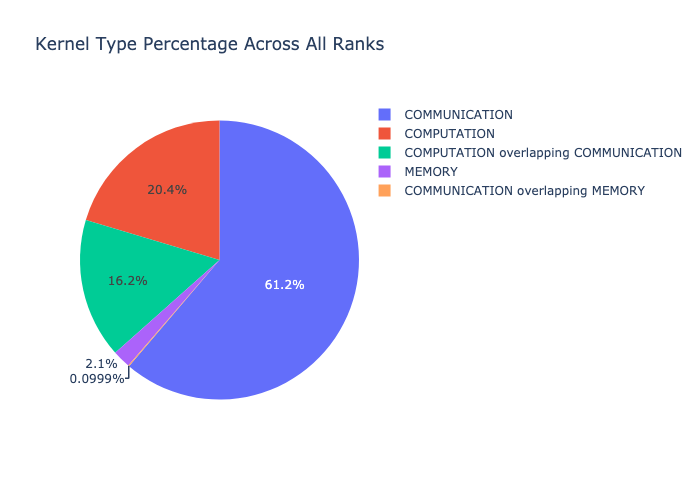 Kernel Type Percentage Across All Ranks
COMMUNICATION
COMPUTATION
COMPUTATION overlapping COMMUNICATION
MEMORY
COMMUNICATION overlapping MEMORY
20.4%
16.2%
61.2%
2.1%
0.0999%